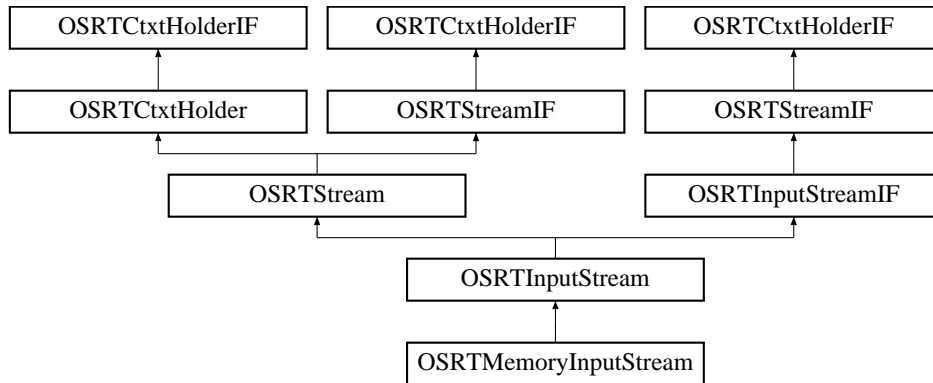 OSRTCtxtHolderIF OSRTCtxtHolderIF OSRTCtxtHolderIF
OSRTCtxtHolder OSRTStreamIF OSRTStreamIF
OSRTStream OSRTInputStreamIF
OSRTInputStream
OSRTMemoryInputStream